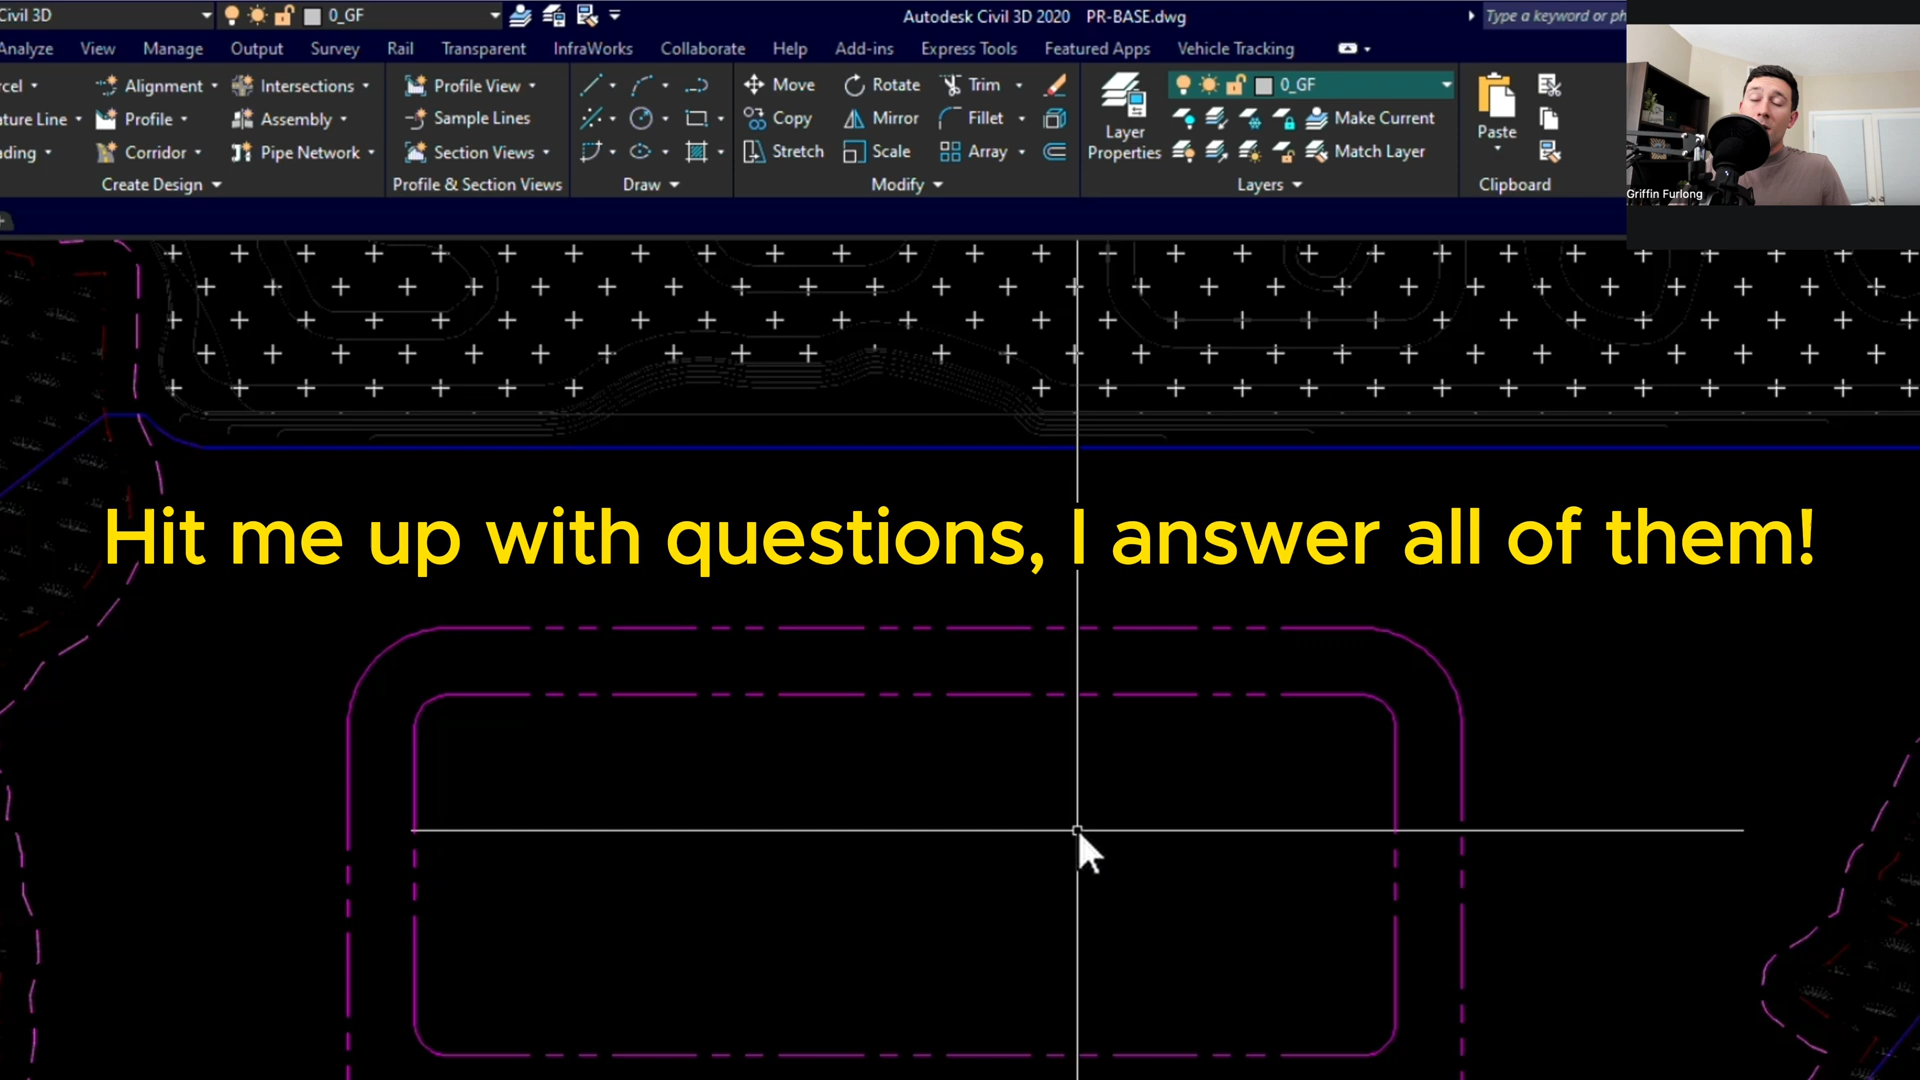 Civil 3D
0_GF
Autodesk Civil 3D 2020 PR-BASE.dwg
Type a keyword or ph
Analyze View Manage Output Survey Rail Transparent InfraWorks Collaborate Help Add-ins Express Tools Featured Apps Vehicle Tracking
rcel Alignment Intersections Profile View Move Rotate Trim 0_GF
ature Line Profile Assembly Sample Lines Copy Mirror Fillet Make Current
ading Corridor Pipe Network Section Views Stretch Scale Array Match Layer
Layer Properties
Paste
Create Design Profile & Section Views Draw Modify Layers Clipboard
Griffin Furlong
Hit me up with questions, I answer all of them!